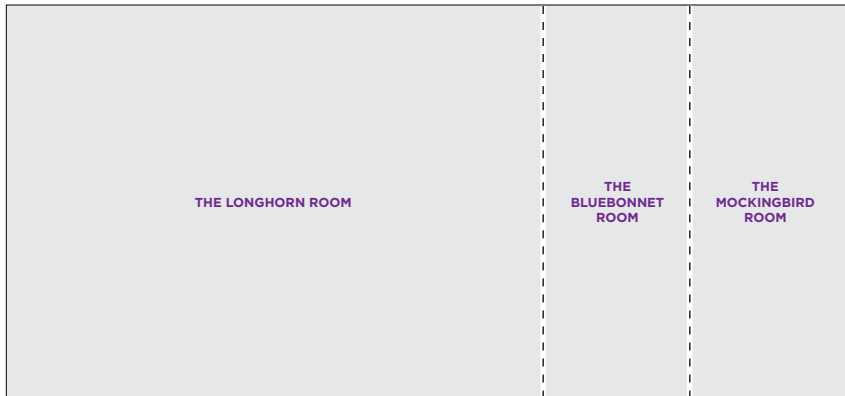 THE LONGHORN ROOM
THE
BLUEBONNET
ROOM
THE
MOCKINGBIRD
ROOM